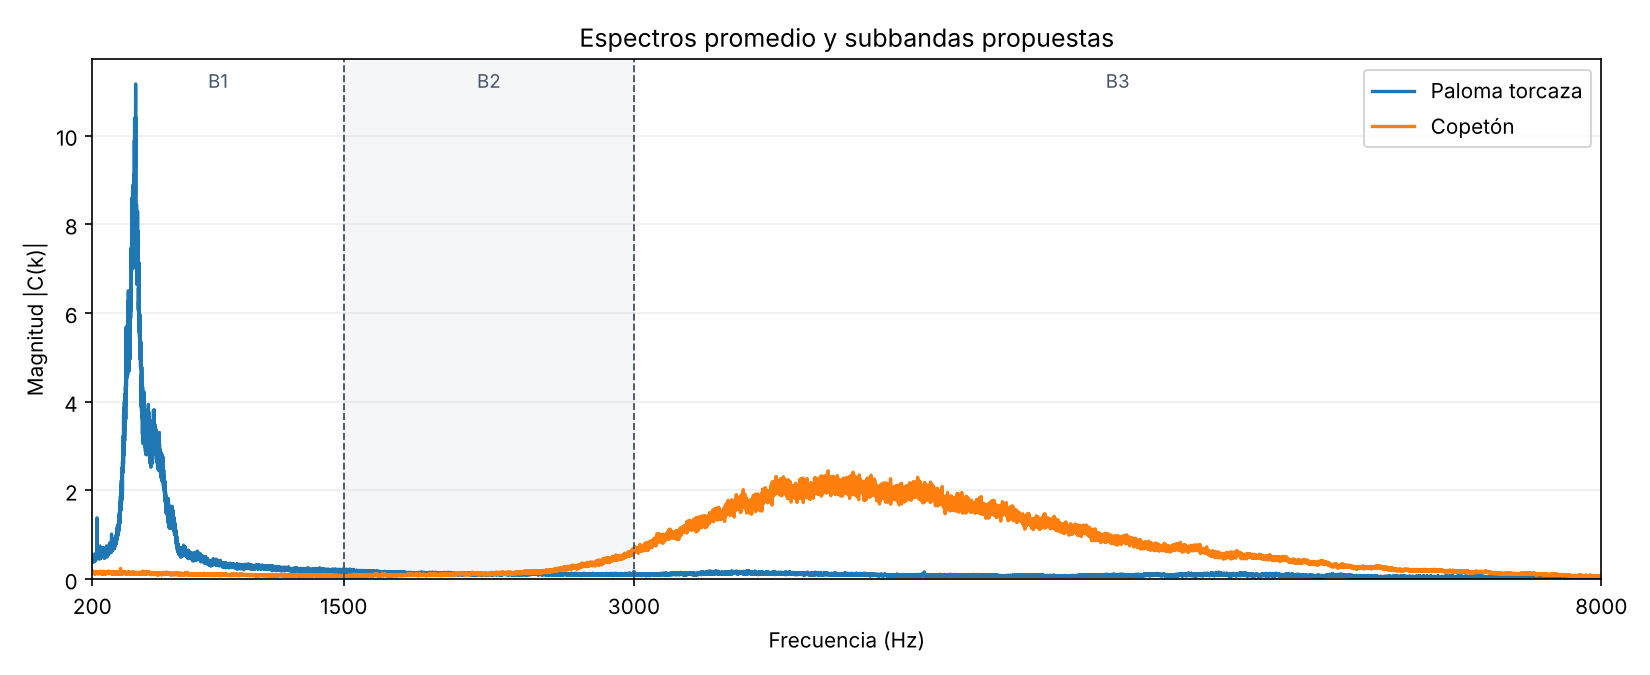 Espectros promedio y subbandas propuestas
B1
B2
B3
Paloma torcaza
Copetón
Magnitud |C(k)|
10
8
6
4
2
0
200
1500
3000
8000
Frecuencia (Hz)